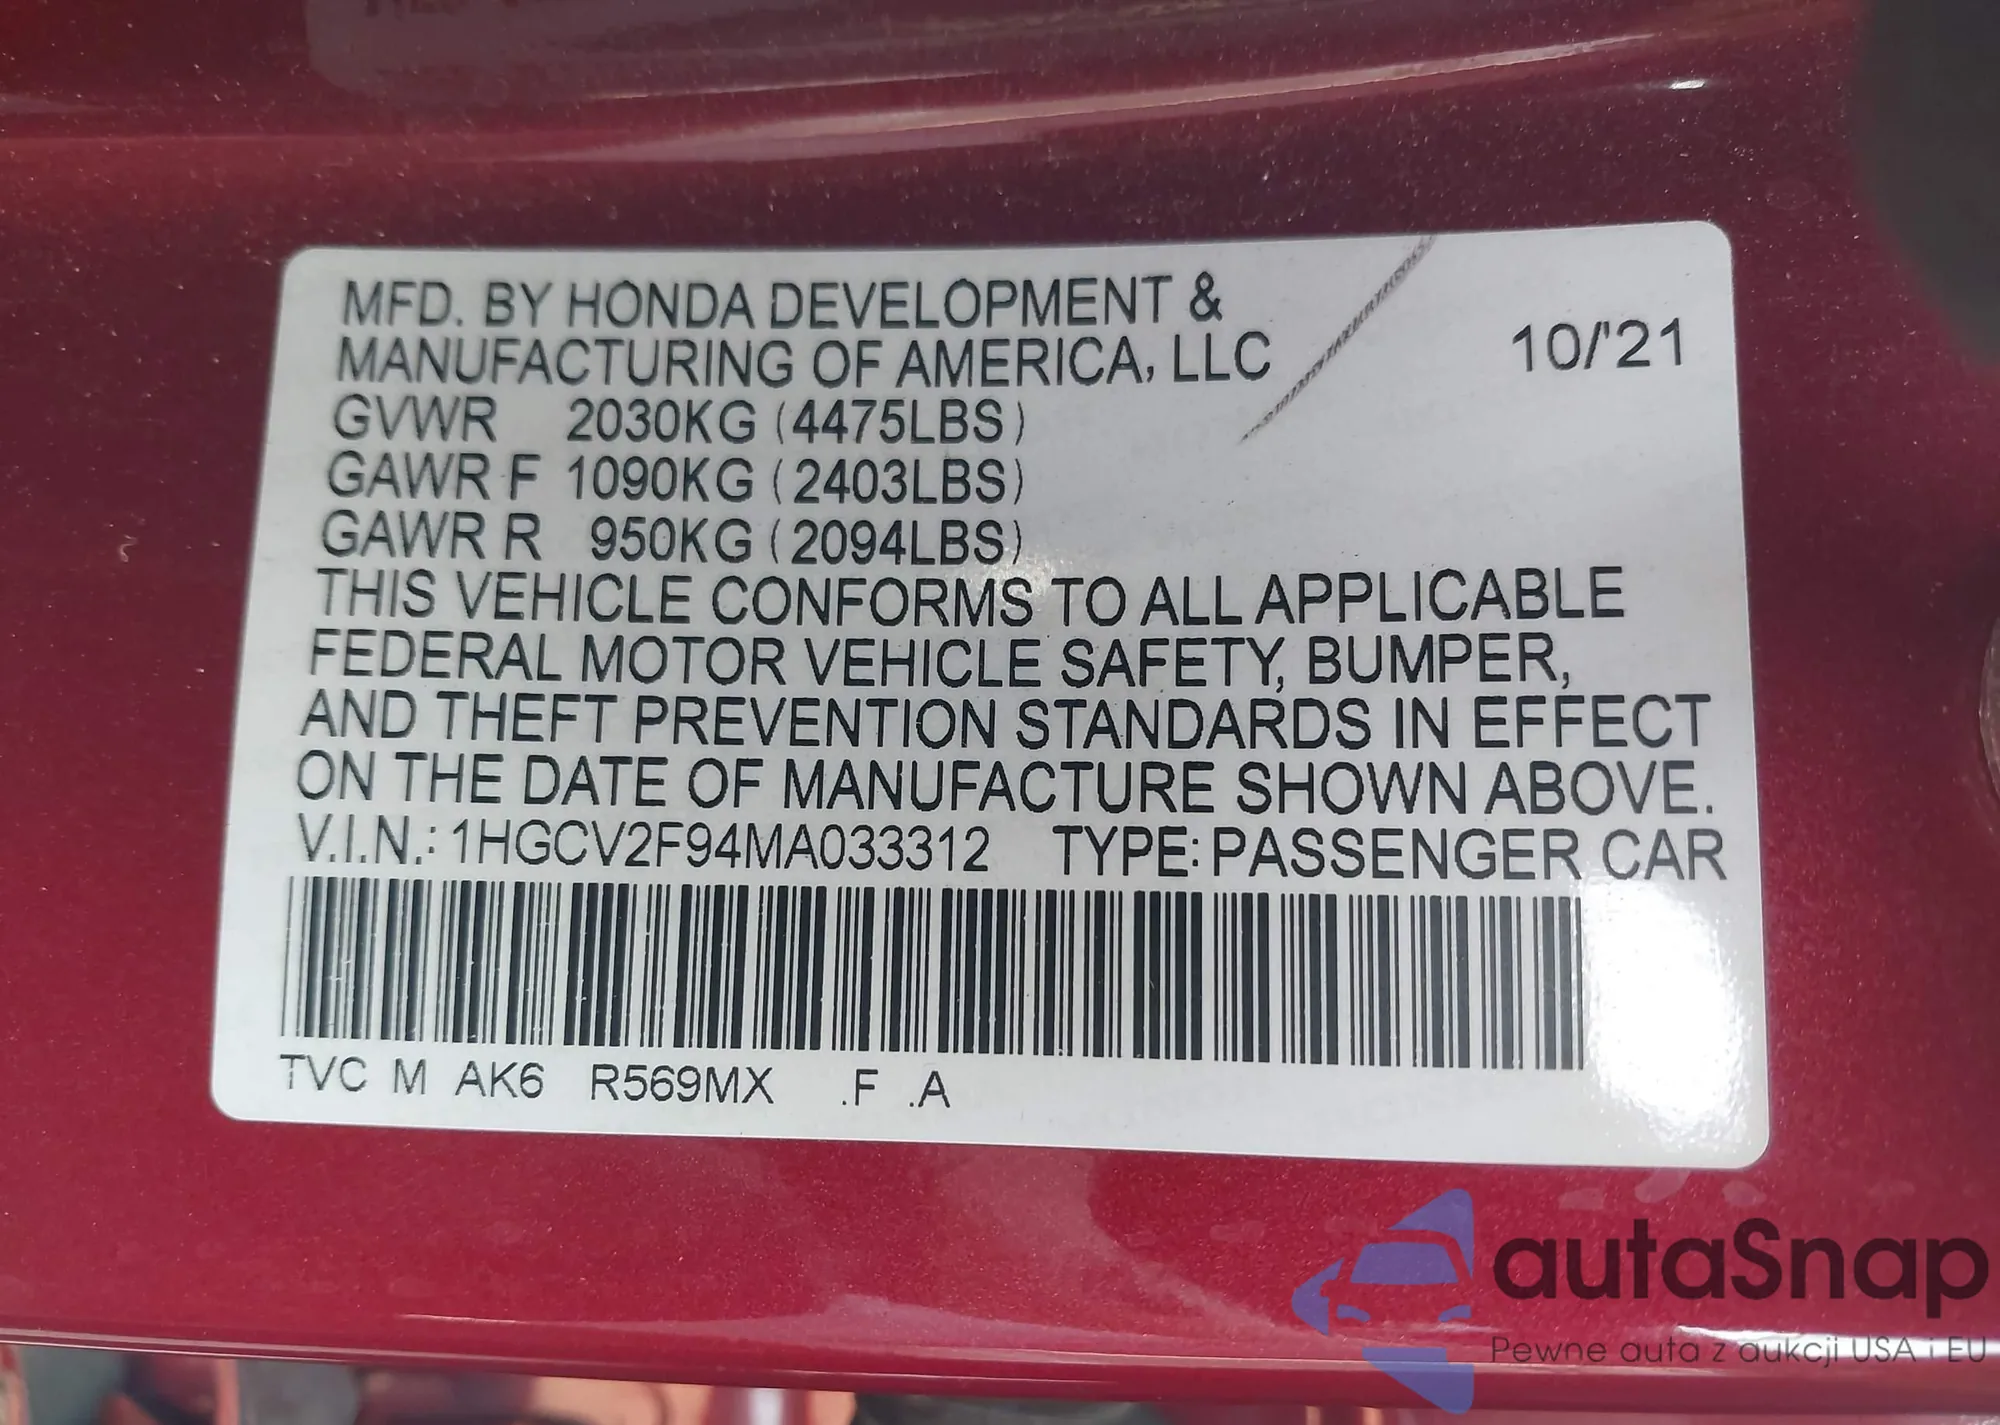 MFD. BY HONDA DEVELOPMENT &
MANUFACTURING OF AMERICA, LLC 10/'21
GVWR 2030KG (4475LBS)
GAWR F 1090KG (2403LBS)
GAWR R 950KG (2094LBS)
THIS VEHICLE CONFORMS TO ALL APPLICABLE
FEDERAL MOTOR VEHICLE SAFETY, BUMPER,
AND THEFT PREVENTION STANDARDS IN EFFECT
ON THE DATE OF MANUFACTURE SHOWN ABOVE.
V.I.N.: 1HGCV2F94MA033312 TYPE: PASSENGER CAR
TVC M AK6 R569MX .F .A
autaSnap
Pewne auta z aukcji USA i EU